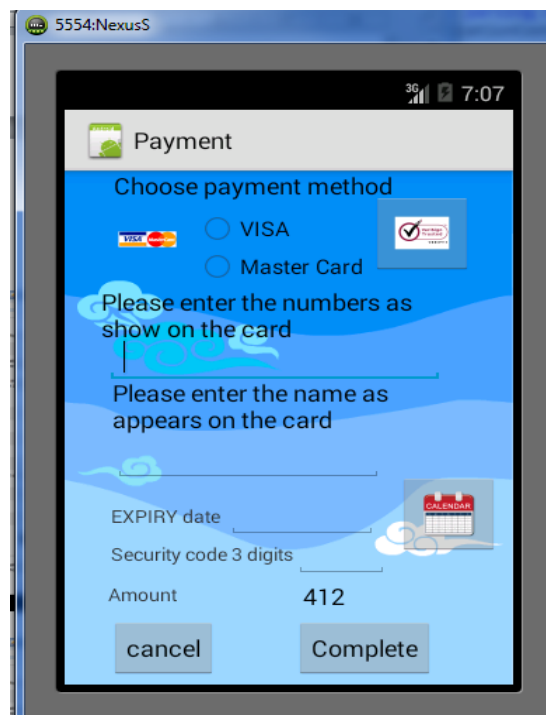 5554:NexusS
3G 7:07
Payment
Choose payment method
VISA
VISA
Master Card
Please enter the numbers as
show on the card
Please enter the name as
appears on the card
CALENDAR
EXPIRY date
Security code 3 digits
Amount 412
cancel Complete